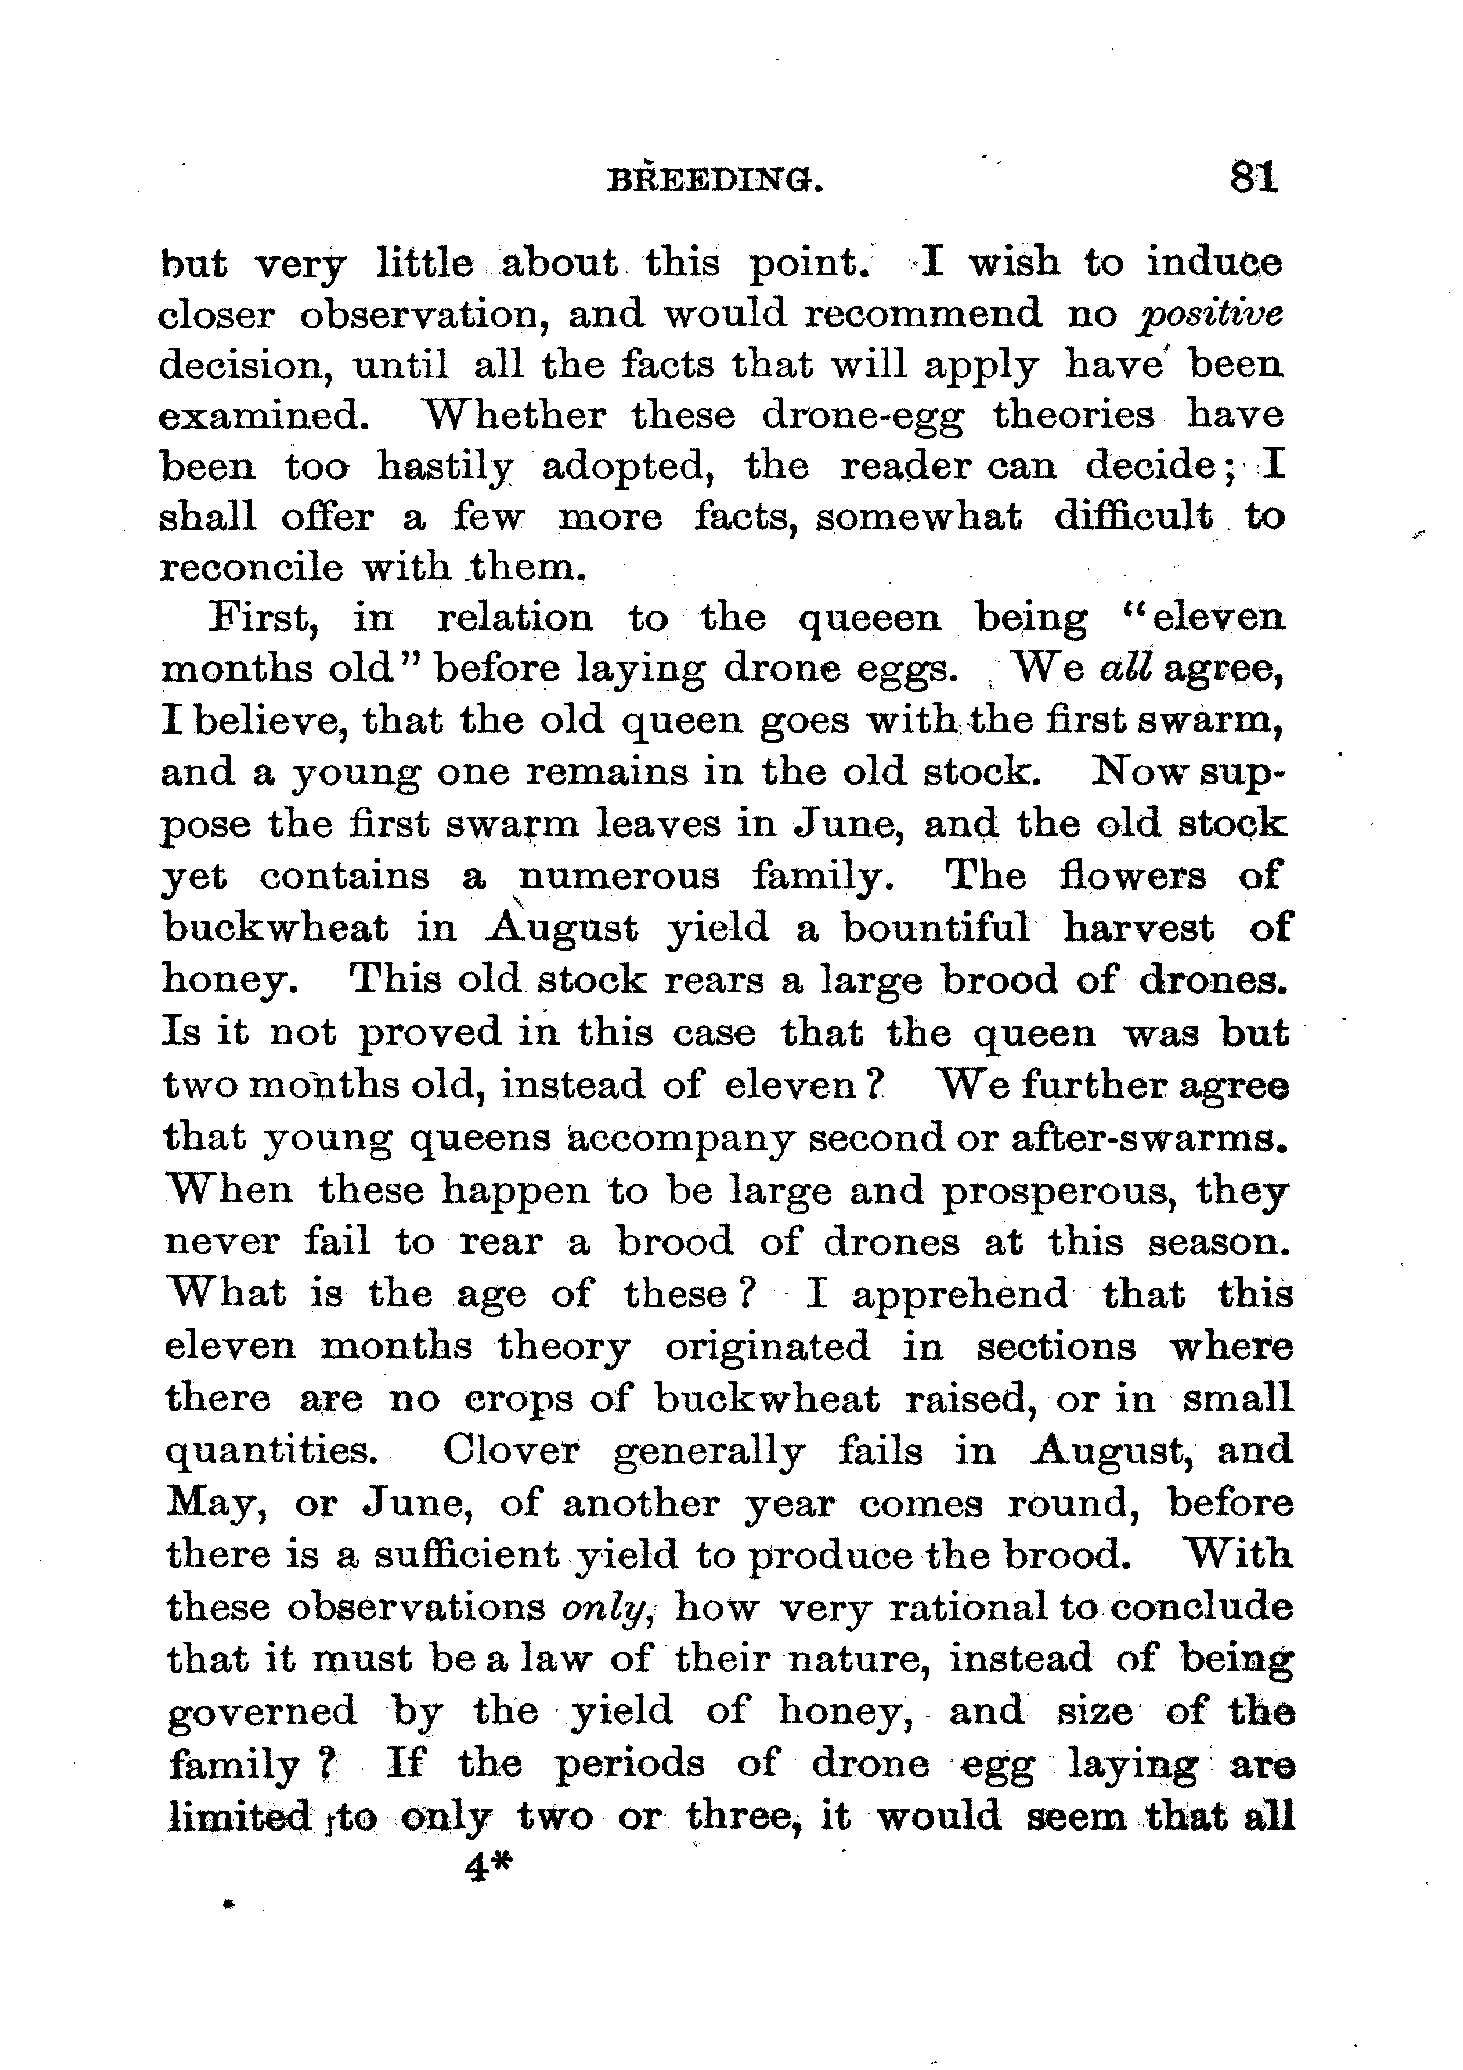 BREEDING. 81
but very little about this point. I wish to induce
closer observation, and would recommend no positive
decision, until all the facts that will apply have been
examined. Whether these drone-egg theories have
been too hastily adopted, the reader can decide; I
shall offer a few more facts, somewhat difficult to
reconcile with them.
First, in relation to the queeen being "eleven
months old" before laying drone eggs. We all agree,
I believe, that the old queen goes with the first swarm,
and a young one remains in the old stock. Now sup-
pose the first swarm leaves in June, and the old stock
yet contains a numerous family. The flowers of
buckwheat in August yield a bountiful harvest of
honey. This old stock rears a large brood of drones.
Is it not proved in this case that the queen was but
two months old, instead of eleven? We further agree
that young queens accompany second or after-swarms.
When these happen to be large and prosperous, they
never fail to rear a brood of drones at this season.
What is the age of these? I apprehend that this
eleven months theory originated in sections where
there are no crops of buckwheat raised, or in small
quantities. Clover generally fails in August, and
May, or June, of another year comes round, before
there is a sufficient yield to produce the brood. With
these observations only, how very rational to conclude
that it must be a law of their nature, instead of being
governed by the yield of honey, and size of the
family? If the periods of drone egg laying are
limited to only two or three, it would seem that all
4*